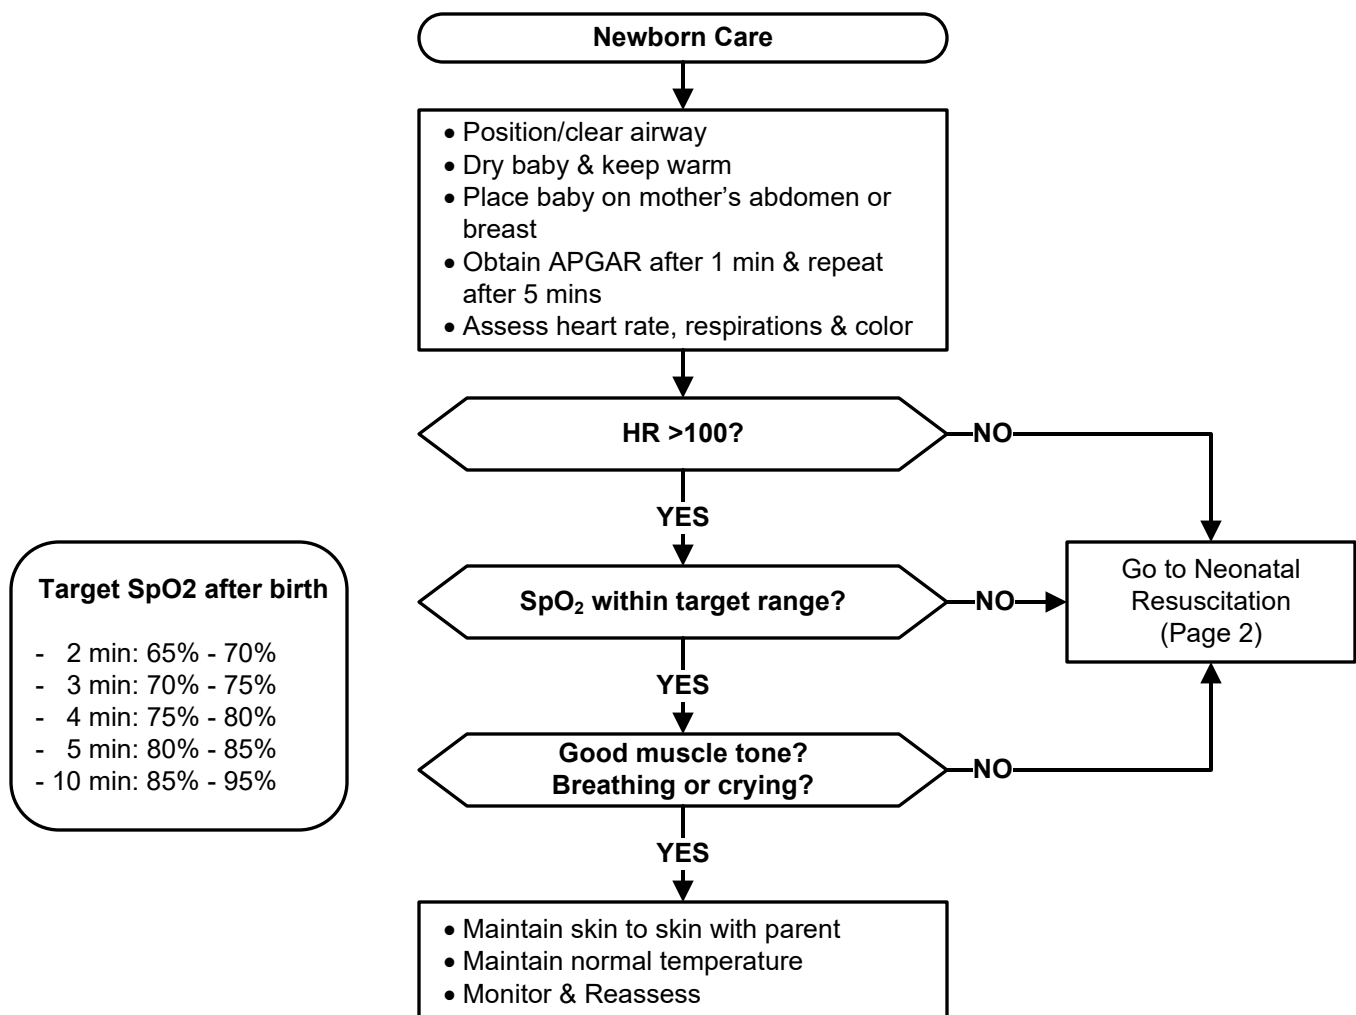 Newborn Care
• Position/clear airway
• Dry baby & keep warm
• Place baby on mother’s abdomen or
breast
• Obtain APGAR after 1 min & repeat
after 5 mins
• Assess heart rate, respirations & color
HR >100?
NO
YES
Target SpO2 after birth
- 2 min: 65% - 70%
- 3 min: 70% - 75%
- 4 min: 75% - 80%
- 5 min: 80% - 85%
- 10 min: 85% - 95%
SpO₂ within target range?
NO
Go to Neonatal
Resuscitation
(Page 2)
YES
Good muscle tone?
Breathing or crying?
NO
YES
• Maintain skin to skin with parent
• Maintain normal temperature
• Monitor & Reassess